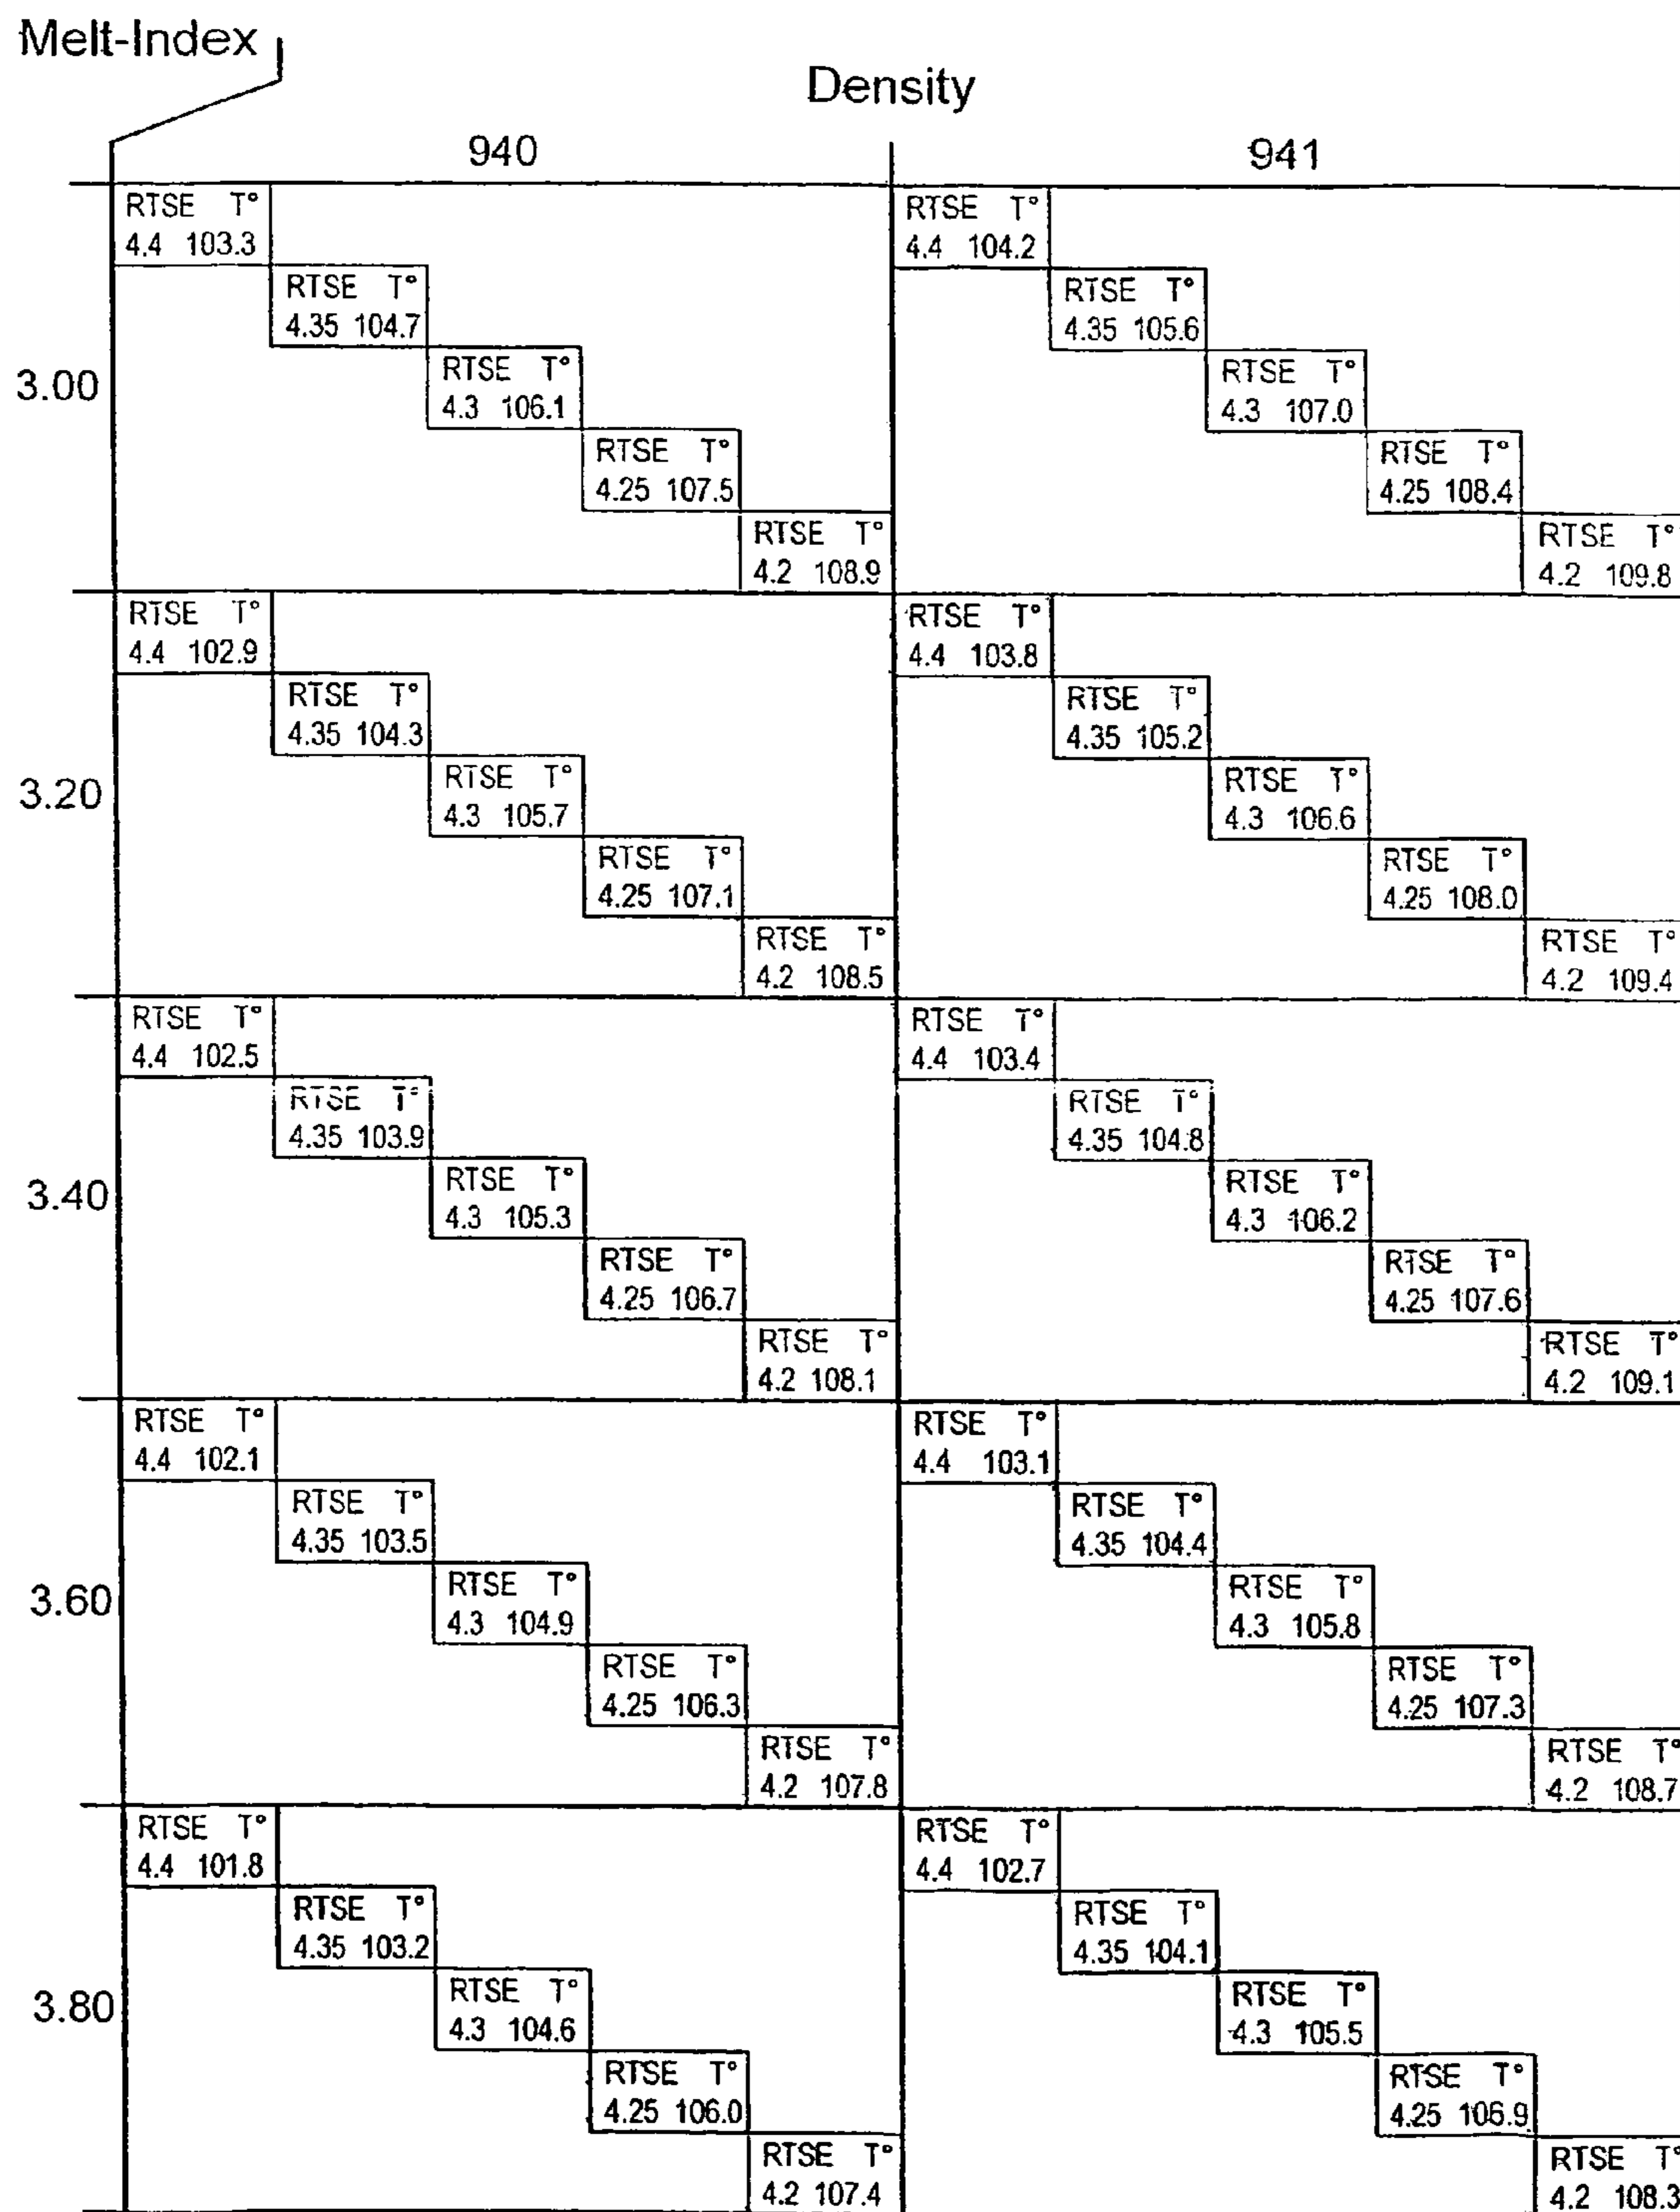 Melt-Index
Density
940 941
RTSE T° RTSE T°
4.4 103.3 4.4 104.2
RTSE T° RTSE T°
4.35 104.7 4.35 105.6
3.00
RTSE T° RTSE T°
4.3 106.1 4.3 107.0
RTSE T° RTSE T°
4.25 107.5 4.25 108.4
RTSE T° RTSE T°
4.2 108.9 4.2 109.8
RTSE T° RTSE T°
4.4 102.9 4.4 103.8
RTSE T° RTSE T°
4.35 104.3 4.35 105.2
3.20
RTSE T° RTSE T°
4.3 105.7 4.3 106.6
RTSE T° RTSE T°
4.25 107.1 4.25 108.0
RTSE T° RTSE T°
4.2 108.5 4.2 109.4
RTSE T° RTSE T°
4.4 102.5 4.4 103.4
RTSE T° RTSE T°
4.35 103.9 4.35 104.8
3.40
RTSE T° RTSE T°
4.3 105.3 4.3 106.2
RTSE T° RTSE T°
4.25 106.7 4.25 107.6
RTSE T° RTSE T°
4.2 108.1 4.2 109.1
RTSE T° RTSE T°
4.4 102.1 4.4 103.1
RTSE T° RTSE T°
4.35 103.5 4.35 104.4
3.60
RTSE T° RTSE T°
4.3 104.9 4.3 105.8
RTSE T° RTSE T°
4.25 106.3 4.25 107.3
RTSE T° RTSE T°
4.2 107.8 4.2 108.7
RTSE T° RTSE T°
4.4 101.8 4.4 102.7
RTSE T° RTSE T°
4.35 103.2 4.35 104.1
3.80
RTSE T° RTSE T°
4.3 104.6 4.3 105.5
RTSE T° RTSE T°
4.25 106.0 4.25 106.9
RTSE T° RTSE T°
4.2 107.4 4.2 108.3